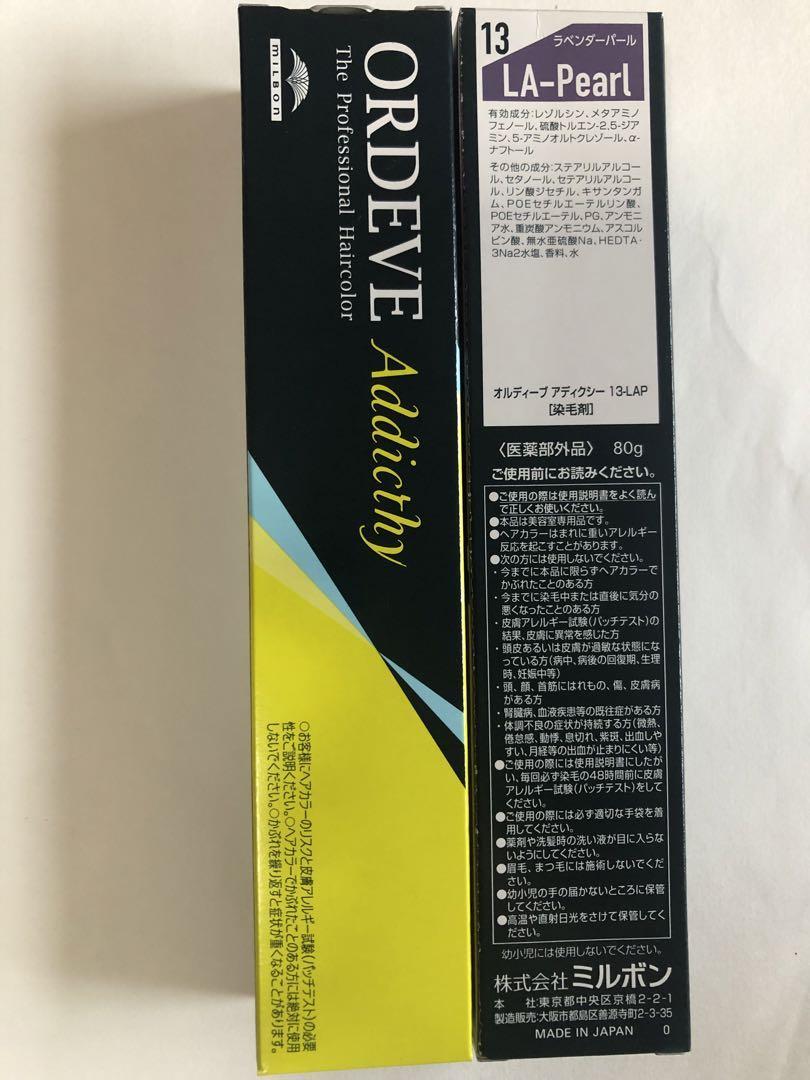 MILBON
ORDEVE Addicthy
The Professional Haircolor
○お客様にヘアカラーのリスクと皮膚アレルギー試験(パッチテスト)の必要
性をご説明ください。○ヘアカラーでかぶれたことのある方には絶対に使用
しないでください。○かぶれを繰り返すと症状が重くなることがあります。
13
ラベンダーパール
LA-Pearl
有効成分:レゾルシン、メタアミノ
フェノール、硫酸トルエン-2,5-ジア
ミン、5-アミノオルトクレゾール、α-
ナフトール
その他の成分:ステアリルアルコー
ル、セタノール、セテアリルアルコー
ル、リン酸ジセチル、キサンタンガ
ム、POEセチルエーテルリン酸、
POEセチルエーテル、PG、アンモニ
ア水、重炭酸アンモニウム、アスコル
ビン酸、無水亜硫酸Na、HEDTA・
3Na2水塩、香料、水
オルディーブ アディクシー 13-LAP
[染毛剤]
〈医薬部外品〉 80g
ご使用前にお読みください。
●ご使用の際は使用説明書をよく読ん
で正しくお使いください。
●本品は美容室専用品です。
●ヘアカラーはまれに重いアレルギー
反応を起こすことがあります。
●次の方には使用しないでください。
・今までに本品に限らずヘアカラーで
かぶれたことのある方
・今までに染毛中または直後に気分の
悪くなったことのある方
・皮膚アレルギー試験(パッチテスト)の
結果、皮膚に異常を感じた方
・頭皮あるいは皮膚が過敏な状態にな
っている方(病中、病後の回復期、生理
時、妊娠中等)
・頭、顔、首筋にはれもの、傷、皮膚病
がある方
・腎臓病、血液疾患等の既往症がある方
・体調不良の症状が持続する方(微熱、
倦怠感、動悸、息切れ、紫斑、出血しや
すい、月経等の出血が止まりにくい等)
●ご使用の際には使用説明書にしたが
い、毎回必ず染毛の48時間前に皮膚
アレルギー試験(パッチテスト)をして
ください。
●ご使用の際には必ず適切な手袋を着
用してください。
●薬剤や洗髪時の洗い液が目に入らな
いようにしてください。
●眉毛、まつ毛には施術しないでくだ
さい。
●幼小児の手の届かないところに保管
してください。
●高温や直射日光をさけて保管してく
ださい。
幼小児には使用しないでください。
株式会社 ミルボン
本 社:東京都中央区京橋2-2-1
製造販売:大阪市都島区善源寺町2-3-35
MADE IN JAPAN 0